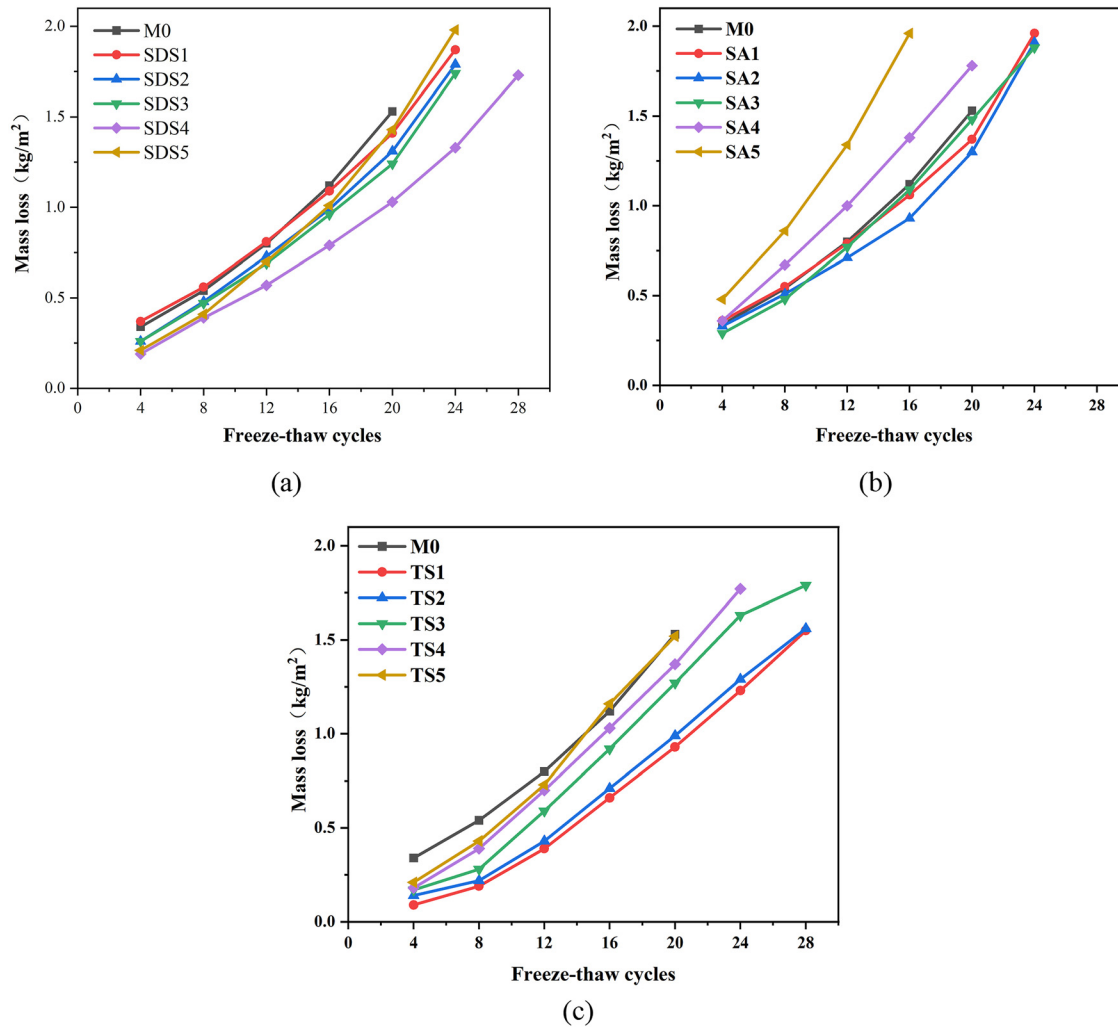 2.0
1.5
1.0
0.5
0.0
Mass loss（kg/m²）
M0
SDS1
SDS2
SDS3
SDS4
SDS5
0 4 8 12 16 20 24 28
Freeze-thaw cycles
(a)
2.0
1.5
1.0
0.5
0.0
Mass loss（kg/m²）
M0
SA1
SA2
SA3
SA4
SA5
0 4 8 12 16 20 24 28
Freeze-thaw cycles
(b)
2.0
1.5
1.0
0.5
0.0
Mass loss（kg/m²）
M0
TS1
TS2
TS3
TS4
TS5
0 4 8 12 16 20 24 28
Freeze-thaw cycles
(c)